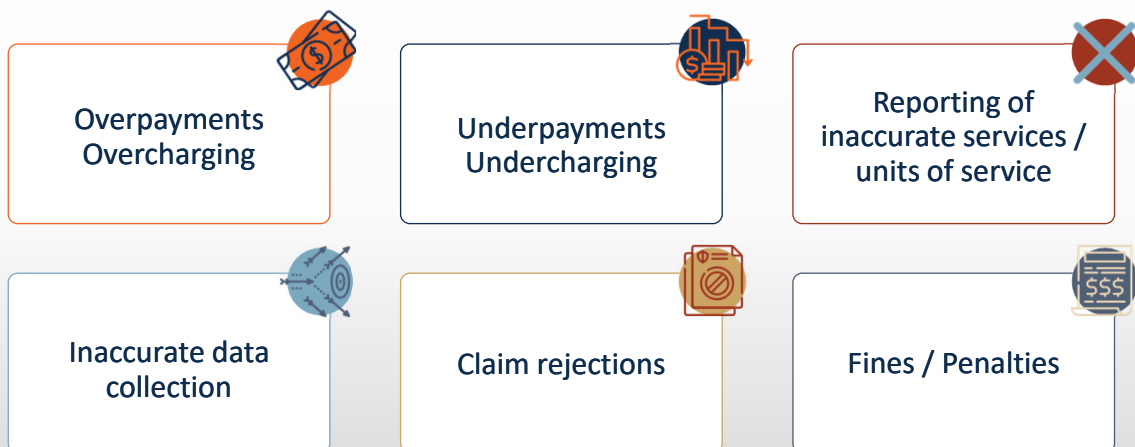 Overpayments
Overcharging
Underpayments
Undercharging
Reporting of
inaccurate services /
units of service
Inaccurate data
collection
Claim rejections
Fines / Penalties
$
$
$$$